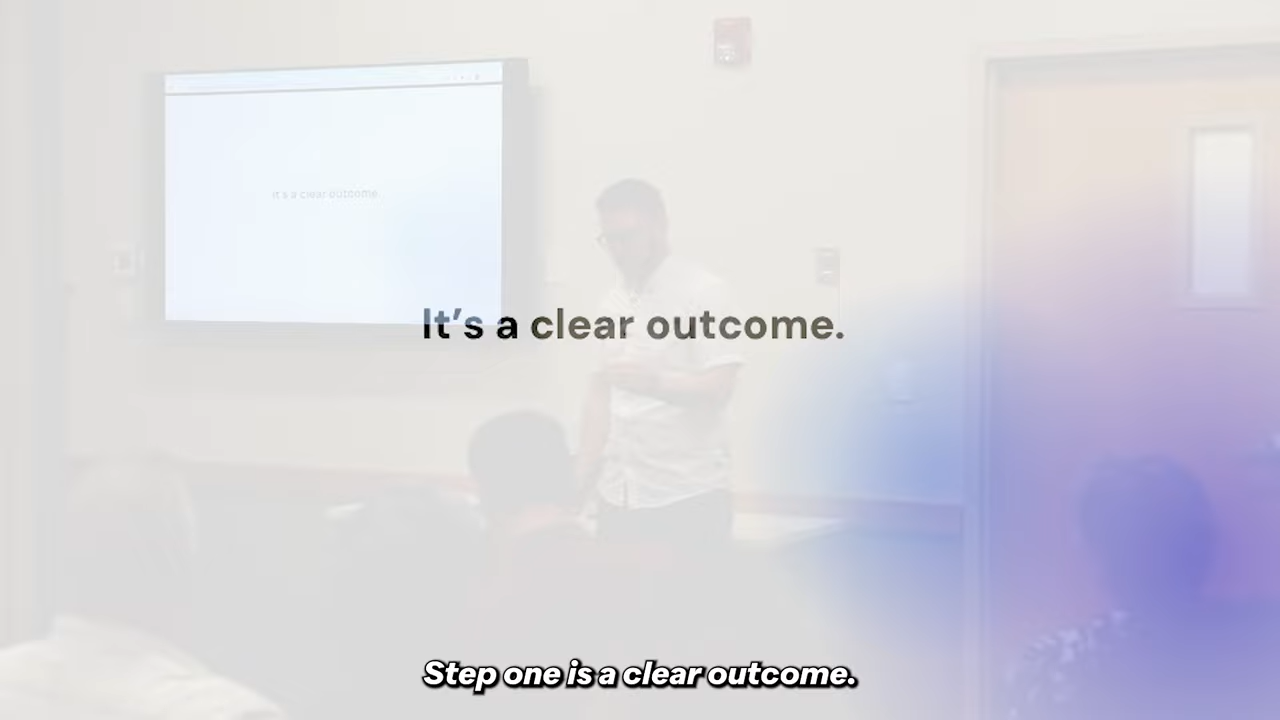 It's a clear outcome.
It’s a clear outcome.
Step one is a clear outcome.